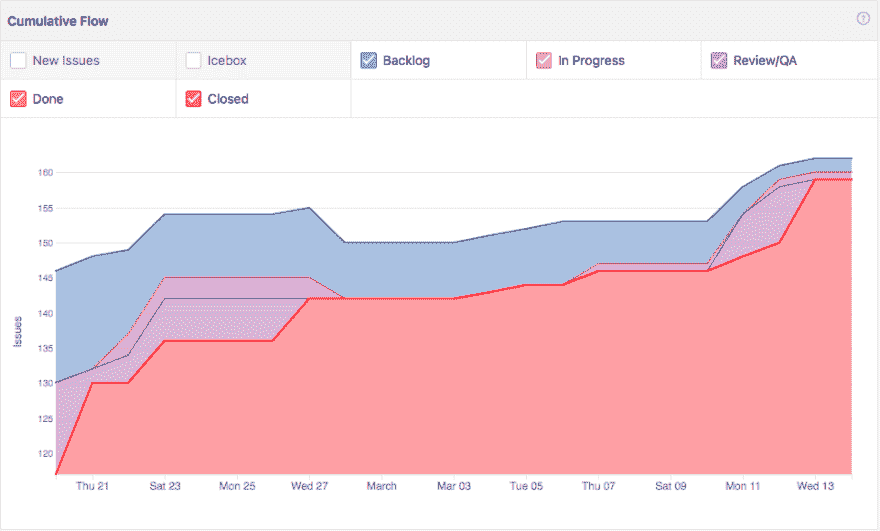 Cumulative Flow ?
New Issues Icebox Backlog In Progress Review/QA
Done Closed
160
155
150
145
140
135
130
125
120
Issues
Thu 21 Sat 23 Mon 25 Wed 27 March Mar 03 Tue 05 Thu 07 Sat 09 Mon 11 Wed 13